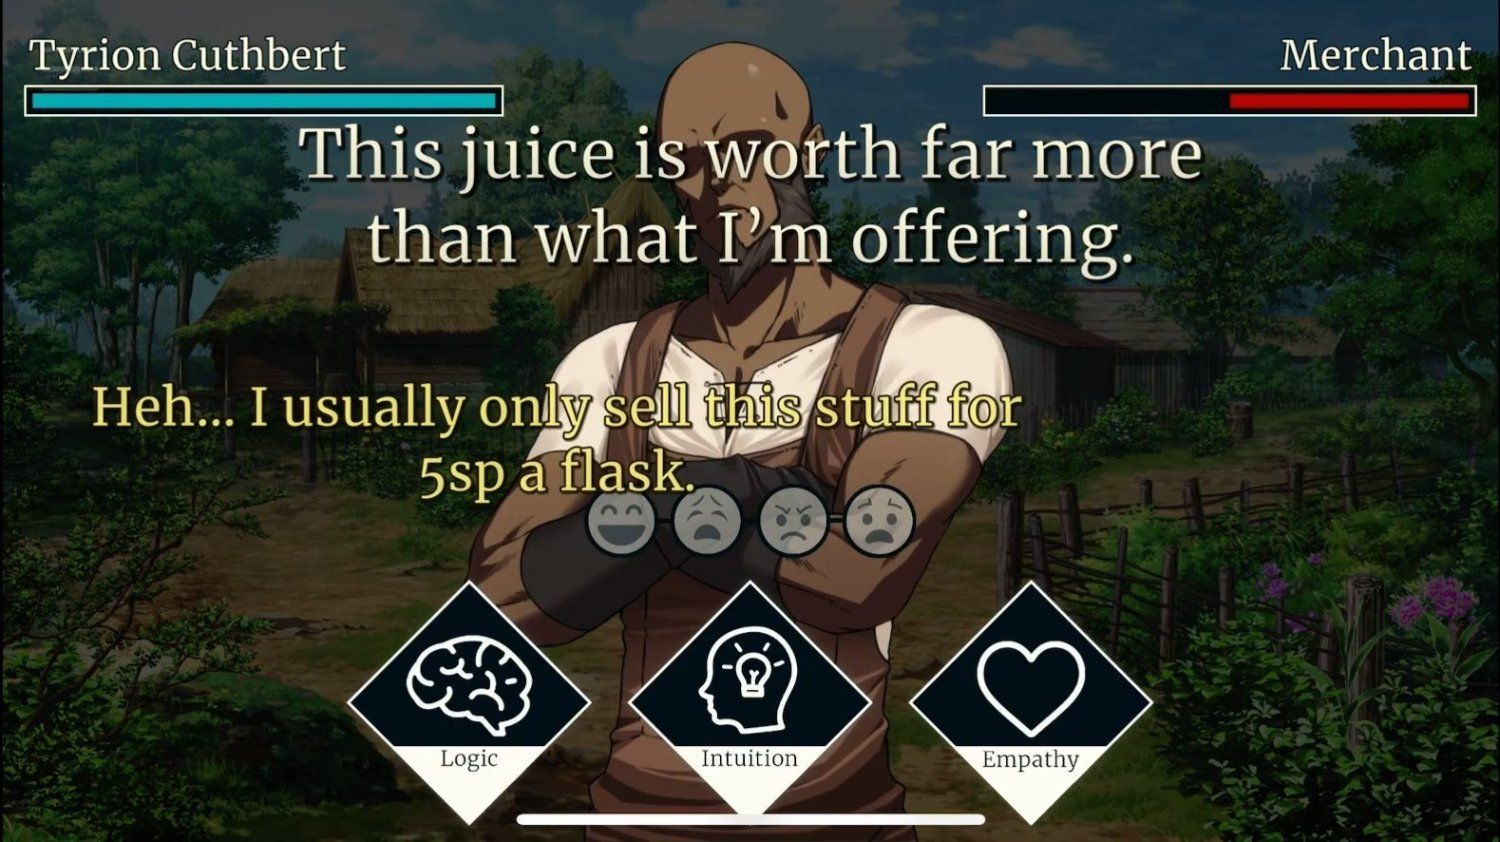 Tyrion Cuthbert
Merchant
This juice is worth far more
than what I'm offering.
Heh... I usually only sell this stuff for
5sp a flask.
Logic
Intuition
Empathy